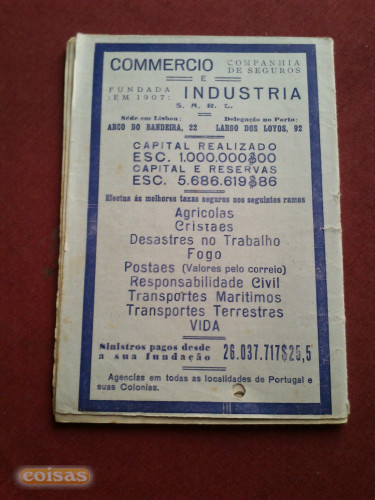 COMMERCIO COMPANHIA
DE SEGUROS
E
FUNDADA
:EM 1907: INDUSTRIA
S. A. R. L.
Séde em Lisboa: Delegação no Porto:
ARCO DO BANDEIRA, 22 LARGO DOS LOYOS, 92
CAPITAL REALIZADO
ESC. 1.000.000$00
CAPITAL E RESERVAS
ESC. 5.686.619$86
Efectua ás melhores taxas seguros nos seguintes ramos
Agricolas
Cristaes
Desastres no Trabalho
Fogo
Postaes (Valores pelo correio)
Responsabilidade Civil
Transportes Maritimos
Transportes Terrestres
VIDA
Sinistros pagos desde
a sua fundação 26.037.717$25,5
Agencias em todas as localidades de Portugal e
suas Colonias.
coisas